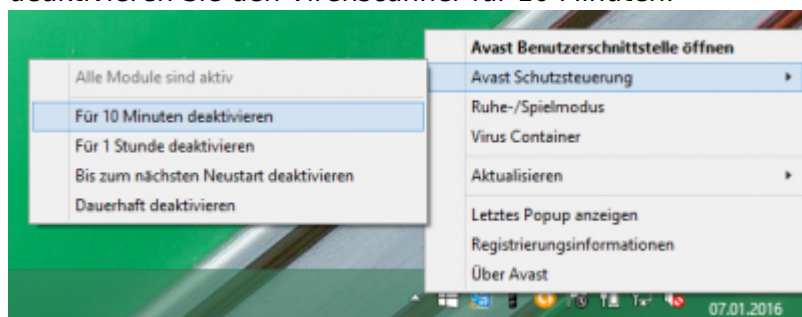 deaktivieren Sie den Virenscanner für 10 Minuten.
Avast Benutzerschnittstelle öffnen
Avast Schutzsteuerung
Ruhe-/Spielmodus
Virus Container
Aktualisieren
Letztes Popup anzeigen
Registrierungsinformationen
Über Avast
Alle Module sind aktiv
Für 10 Minuten deaktivieren
Für 1 Stunde deaktivieren
Bis zum nächsten Neustart deaktivieren
Dauerhaft deaktivieren
07.01.2016